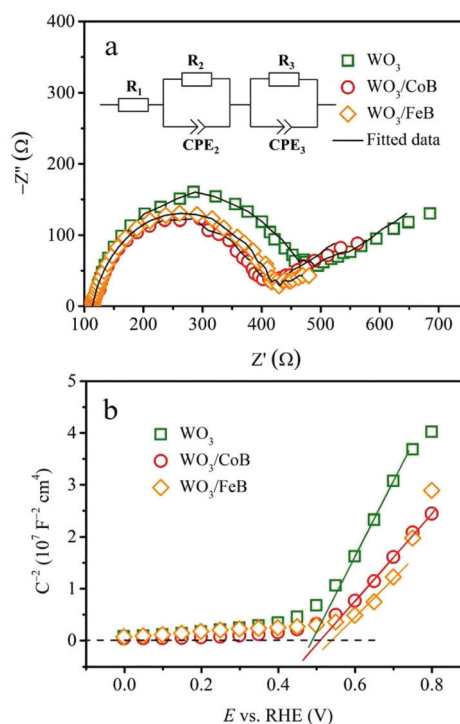 a
−Z" (Ω)
400
300
200
100
0
R1
R2
CPE2
R3
CPE3
WO3
WO3/CoB
WO3/FeB
Fitted data
100 200 300 400 500 600 700
Z' (Ω)
b
C−2 (10^7 F−2 cm4)
5
4
3
2
1
0
WO3
WO3/CoB
WO3/FeB
0.0 0.2 0.4 0.6 0.8
E vs. RHE (V)